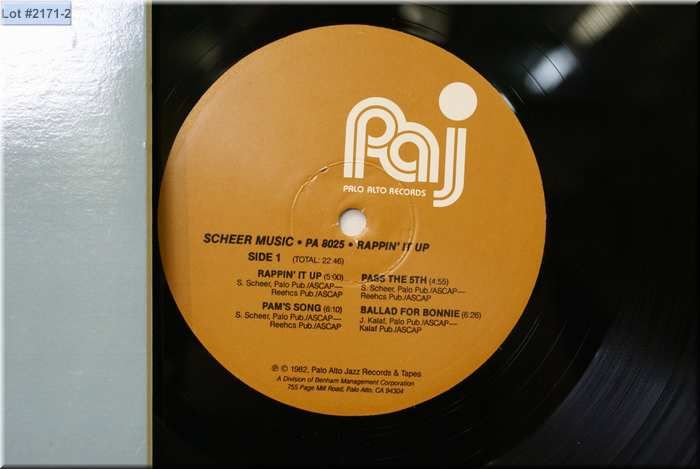 Lot #2171-2
Paj
PALO ALTO RECORDS
SCHEER MUSIC • PA 8025 • RAPPIN' IT UP
SIDE 1 (TOTAL: 22:46)
RAPPIN' IT UP (5:00)
S. Scheer, Palo Pub./ASCAP—
Reehcs Pub./ASCAP
PAM'S SONG (6:10)
S. Scheer, Palo Pub./ASCAP—
Reehcs Pub./ASCAP
PASS THE 5TH (4:55)
S. Scheer, Palo Pub./ASCAP—
Reehcs Pub./ASCAP
BALLAD FOR BONNIE (6:26)
J. Kalaf, Palo Pub./ASCAP—
Kalaf Pub./ASCAP
℗ © 1982, Palo Alto Jazz Records & Tapes
A Division of Benham Management Corporation
755 Page Mill Road, Palo Alto, CA 94304